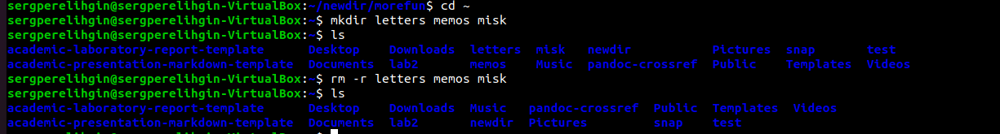 sergperelihgin@sergperelihgin-VirtualBox:~/newdir/morefun$ cd ~
sergperelihgin@sergperelihgin-VirtualBox:~$ mkdir letters memos misk
sergperelihgin@sergperelihgin-VirtualBox:~$ ls
academic-laboratory-report-template Desktop Downloads letters misk newdir Pictures snap test
academic-presentation-markdown-template Documents lab2 memos Music pandoc-crossref Public Templates Videos
sergperelihgin@sergperelihgin-VirtualBox:~$ rm -r letters memos misk
sergperelihgin@sergperelihgin-VirtualBox:~$ ls
academic-laboratory-report-template Desktop Downloads Music pandoc-crossref Public Templates Videos
academic-presentation-markdown-template Documents lab2 newdir Pictures snap test
sergperelihgin@sergperelihgin-VirtualBox:~$